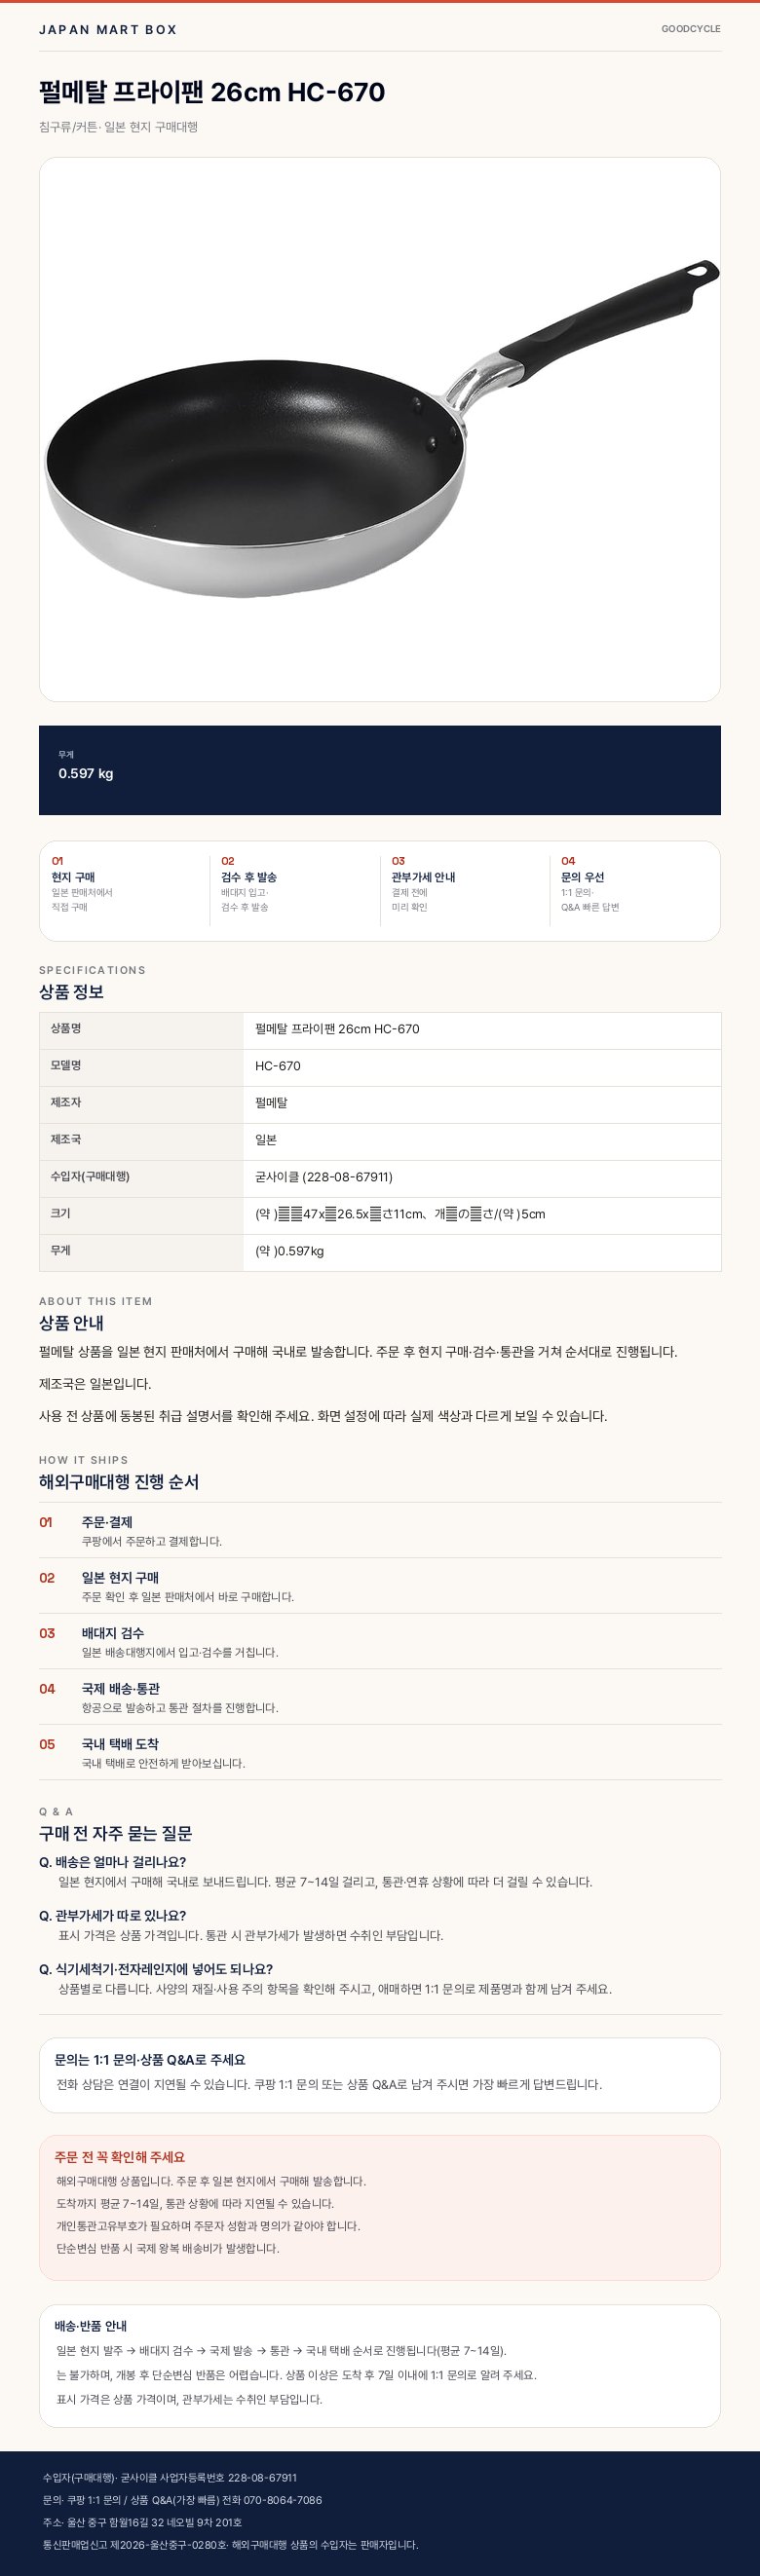 JAPAN MART BOX
GOODCYCLE
펄메탈 프라이팬 26cm HC-670
침구류/커튼· 일본 현지 구매대행
무게
0.597 kg
01
현지 구매
일본 판매처에서
직접 구매
02
검수 후 발송
배대지 입고·
검수 후 발송
03
관부가세 안내
결제 전에
미리 확인
04
문의 우선
1:1 문의·
Q&A 빠른 답변
SPECIFICATIONS
상품 정보
상품명 펄메탈 프라이팬 26cm HC-670
모델명 HC-670
제조자 펄메탈
제조국 일본
수입자(구매대행) 굳사이클 (228-08-67911)
크기 (약 )47x26.5xさ11cm、개のさ/(약 )5cm
무게 (약 )0.597kg
ABOUT THIS ITEM
상품 안내
펄메탈 상품을 일본 현지 판매처에서 구매해 국내로 발송합니다. 주문 후 현지 구매·검수·통관을 거쳐 순서대로 진행됩니다.
제조국은 일본입니다.
사용 전 상품에 동봉된 취급 설명서를 확인해 주세요. 화면 설정에 따라 실제 색상과 다르게 보일 수 있습니다.
HOW IT SHIPS
해외구매대행 진행 순서
01 주문·결제
쿠팡에서 주문하고 결제합니다.
02 일본 현지 구매
주문 확인 후 일본 판매처에서 바로 구매합니다.
03 배대지 검수
일본 배송대행지에서 입고·검수를 거칩니다.
04 국제 배송·통관
항공으로 발송하고 통관 절차를 진행합니다.
05 국내 택배 도착
국내 택배로 안전하게 받아보십니다.
Q & A
구매 전 자주 묻는 질문
Q. 배송은 얼마나 걸리나요?
일본 현지에서 구매해 국내로 보내드립니다. 평균 7~14일 걸리고, 통관·연휴 상황에 따라 더 걸릴 수 있습니다.
Q. 관부가세가 따로 있나요?
표시 가격은 상품 가격입니다. 통관 시 관부가세가 발생하면 수취인 부담입니다.
Q. 식기세척기·전자레인지에 넣어도 되나요?
상품별로 다릅니다. 사양의 재질·사용 주의 항목을 확인해 주시고, 애매하면 1:1 문의로 제품명과 함께 남겨 주세요.
문의는 1:1 문의·상품 Q&A로 주세요
전화 상담은 연결이 지연될 수 있습니다. 쿠팡 1:1 문의 또는 상품 Q&A로 남겨 주시면 가장 빠르게 답변드립니다.
주문 전 꼭 확인해 주세요
해외구매대행 상품입니다. 주문 후 일본 현지에서 구매해 발송합니다.
도착까지 평균 7~14일, 통관 상황에 따라 지연될 수 있습니다.
개인통관고유부호가 필요하며 주문자 성함과 명의가 같아야 합니다.
단순변심 반품 시 국제 왕복 배송비가 발생합니다.
배송·반품 안내
일본 현지 발주 → 배대지 검수 → 국제 발송 → 통관 → 국내 택배 순서로 진행됩니다(평균 7~14일).
는 불가하며, 개봉 후 단순변심 반품은 어렵습니다. 상품 이상은 도착 후 7일 이내에 1:1 문의로 알려 주세요.
표시 가격은 상품 가격이며, 관부가세는 수취인 부담입니다.
수입자(구매대행)· 굳사이클 사업자등록번호 228-08-67911
문의· 쿠팡 1:1 문의 / 상품 Q&A(가장 빠름) 전화 070-8064-7086
주소· 울산 중구 함월16길 32 네오빌 9차 201호
통신판매업신고 제2026-울산중구-0280호· 해외구매대행 상품의 수입자는 판매자입니다.